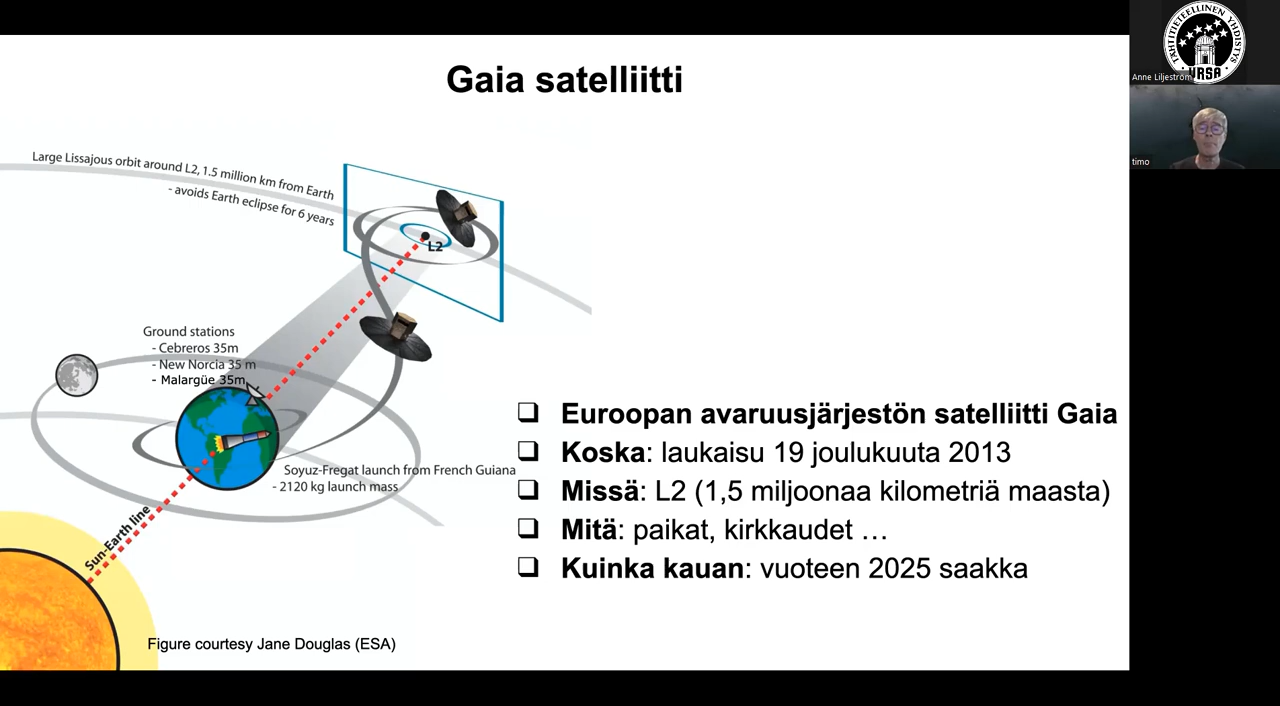 Gaia satelliitti
Large Lissajous orbit around L2, 1.5 million km from Earth
- avoids Earth eclipse for 6 years
L2
Ground stations
- Cebreros 35m
- New Norcia 35 m
- Malargüe 35m
Soyuz-Fregat launch from French Guiana
- 2120 kg launch mass
Sun-Earth line
Figure courtesy Jane Douglas (ESA)
❑ Euroopan avaruusjärjestön satelliitti Gaia
❑ Koska: laukaisu 19 joulukuuta 2013
❑ Missä: L2 (1,5 miljoonaa kilometriä maasta)
❑ Mitä: paikat, kirkkaudet …
❑ Kuinka kauan: vuoteen 2025 saakka
TÄHTITIETEELLINEN YHDISTYS
URSA
Anne Liljeström
timo